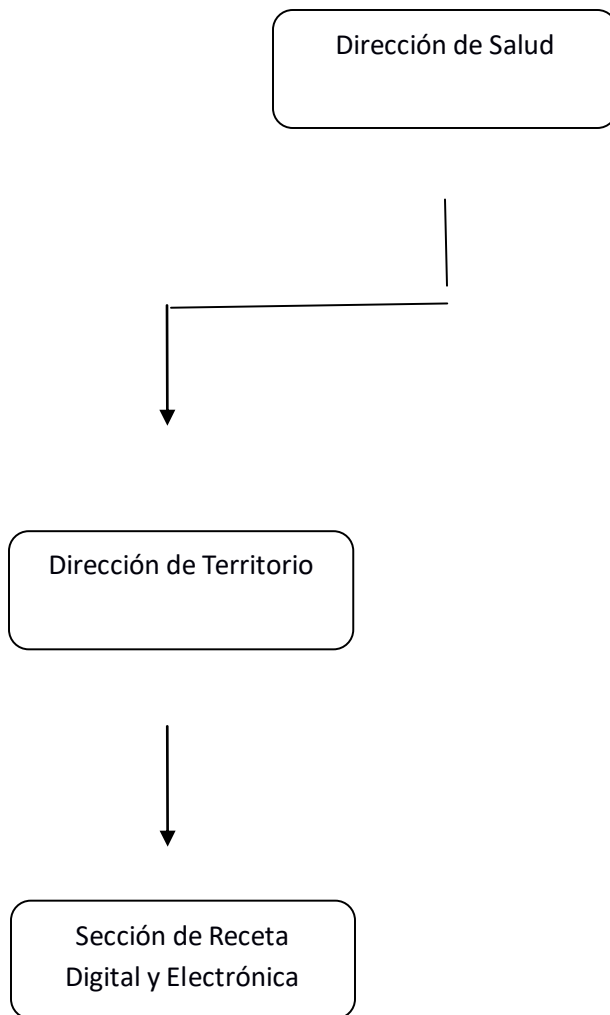 Dirección de Salud
Dirección de Territorio
Sección de Receta
Digital y Electrónica